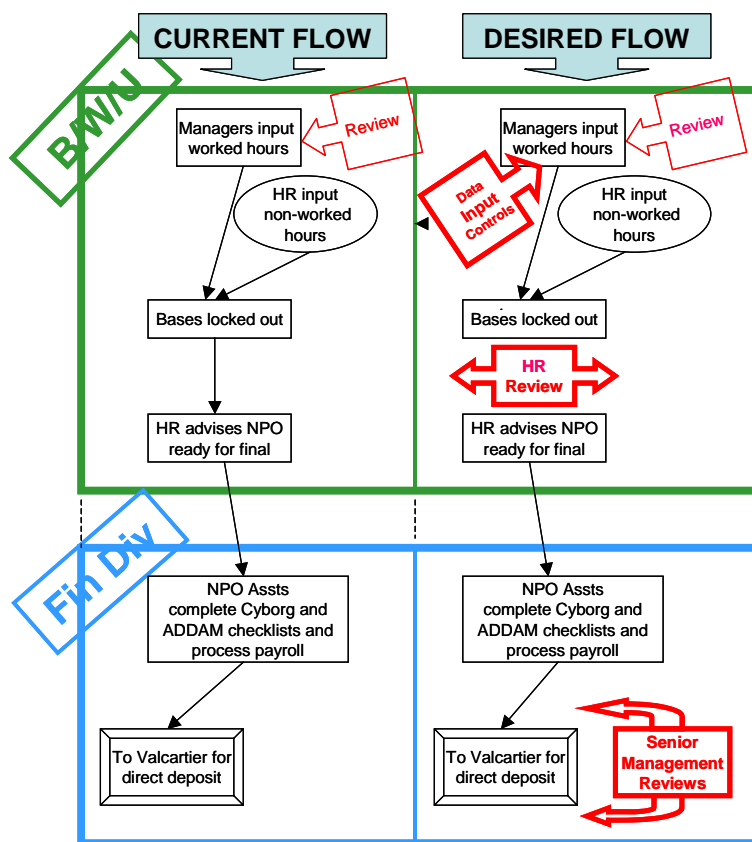 CURRENT FLOW
DESIRED FLOW
B/W/U
Managers input
worked hours
Review
HR input
non-worked
hours
Bases locked out
HR advises NPO
ready for final
Managers input
worked hours
Review
Data
Input
Controls
HR input
non-worked
hours
Bases locked out
HR
Review
HR advises NPO
ready for final
Fin Div
NPO Assts
complete Cyborg and
ADDAM checklists and
process payroll
To Valcartier for
direct deposit
NPO Assts
complete Cyborg and
ADDAM checklists and
process payroll
To Valcartier for
direct deposit
Senior
Management
Reviews